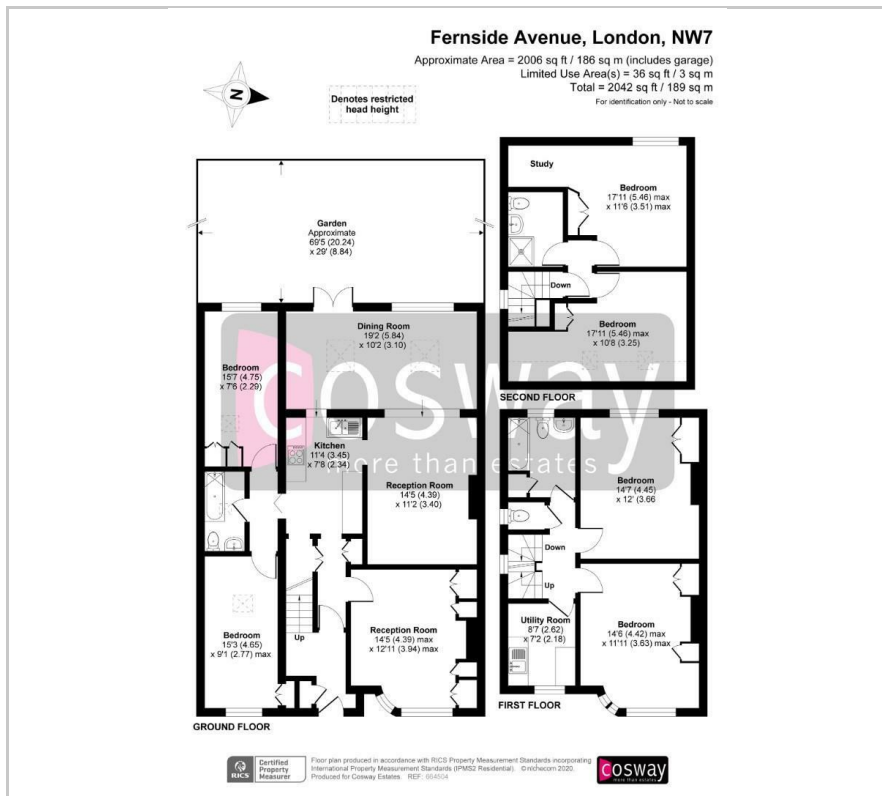 Fernside Avenue, London, NW7
Approximate Area = 2006 sq ft / 186 sq m (includes garage)
Limited Use Area(s) = 36 sq ft / 3 sq m
Total = 2042 sq ft / 189 sq m
For identification only - Not to scale
N
Denotes restricted
head height
Garden
Approximate
69'5 (20.24)
x 29' (8.84)
Dining Room
19'2 (5.84)
x 10'2 (3.10)
Bedroom
15'7 (4.75)
x 7'6 (2.29)
Kitchen
11'4 (3.45)
x 7'8 (2.34)
Reception Room
14'5 (4.39)
x 11'2 (3.40)
Reception Room
14'5 (4.39) max
x 12'11 (3.94) max
Up
Bedroom
15'3 (4.65)
x 9'1 (2.77) max
GROUND FLOOR
Study
Bedroom
17'11 (5.46) max
x 11'6 (3.51) max
Down
Bedroom
17'11 (5.46) max
x 10'8 (3.25)
SECOND FLOOR
Bedroom
14'7 (4.45)
x 12' (3.66
Down
Up
Utility Room
8'7 (2.62)
x 7'2 (2.18)
Bedroom
14'6 (4.42) max
x 11'11 (3.63) max
FIRST FLOOR
cosway
more than estates
RICS
Certified
Property
Measurer
Floor plan produced in accordance with RICS Property Measurement Standards incorporating
International Property Measurement Standards (IPMS2 Residential). ©nichecom 2020.
Produced for Cosway Estates. REF: 664504
cosway
more than estates